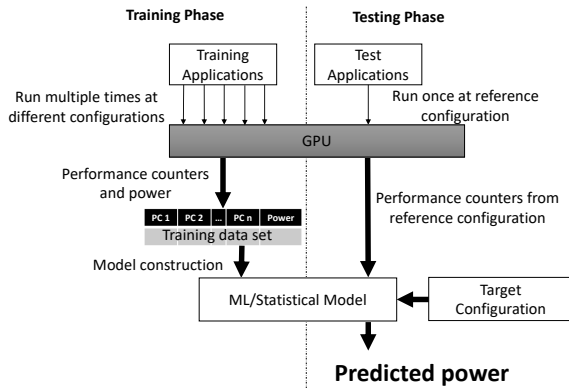 Training Phase
Testing Phase
Training
Applications
Test
Applications
Run multiple times at
different configurations
Run once at reference
configuration
GPU
Performance counters
and power
Performance counters from
reference configuration
PC 1 PC 2 ... PC n Power
Training data set
Model construction
ML/Statistical Model
Target
Configuration
Predicted power